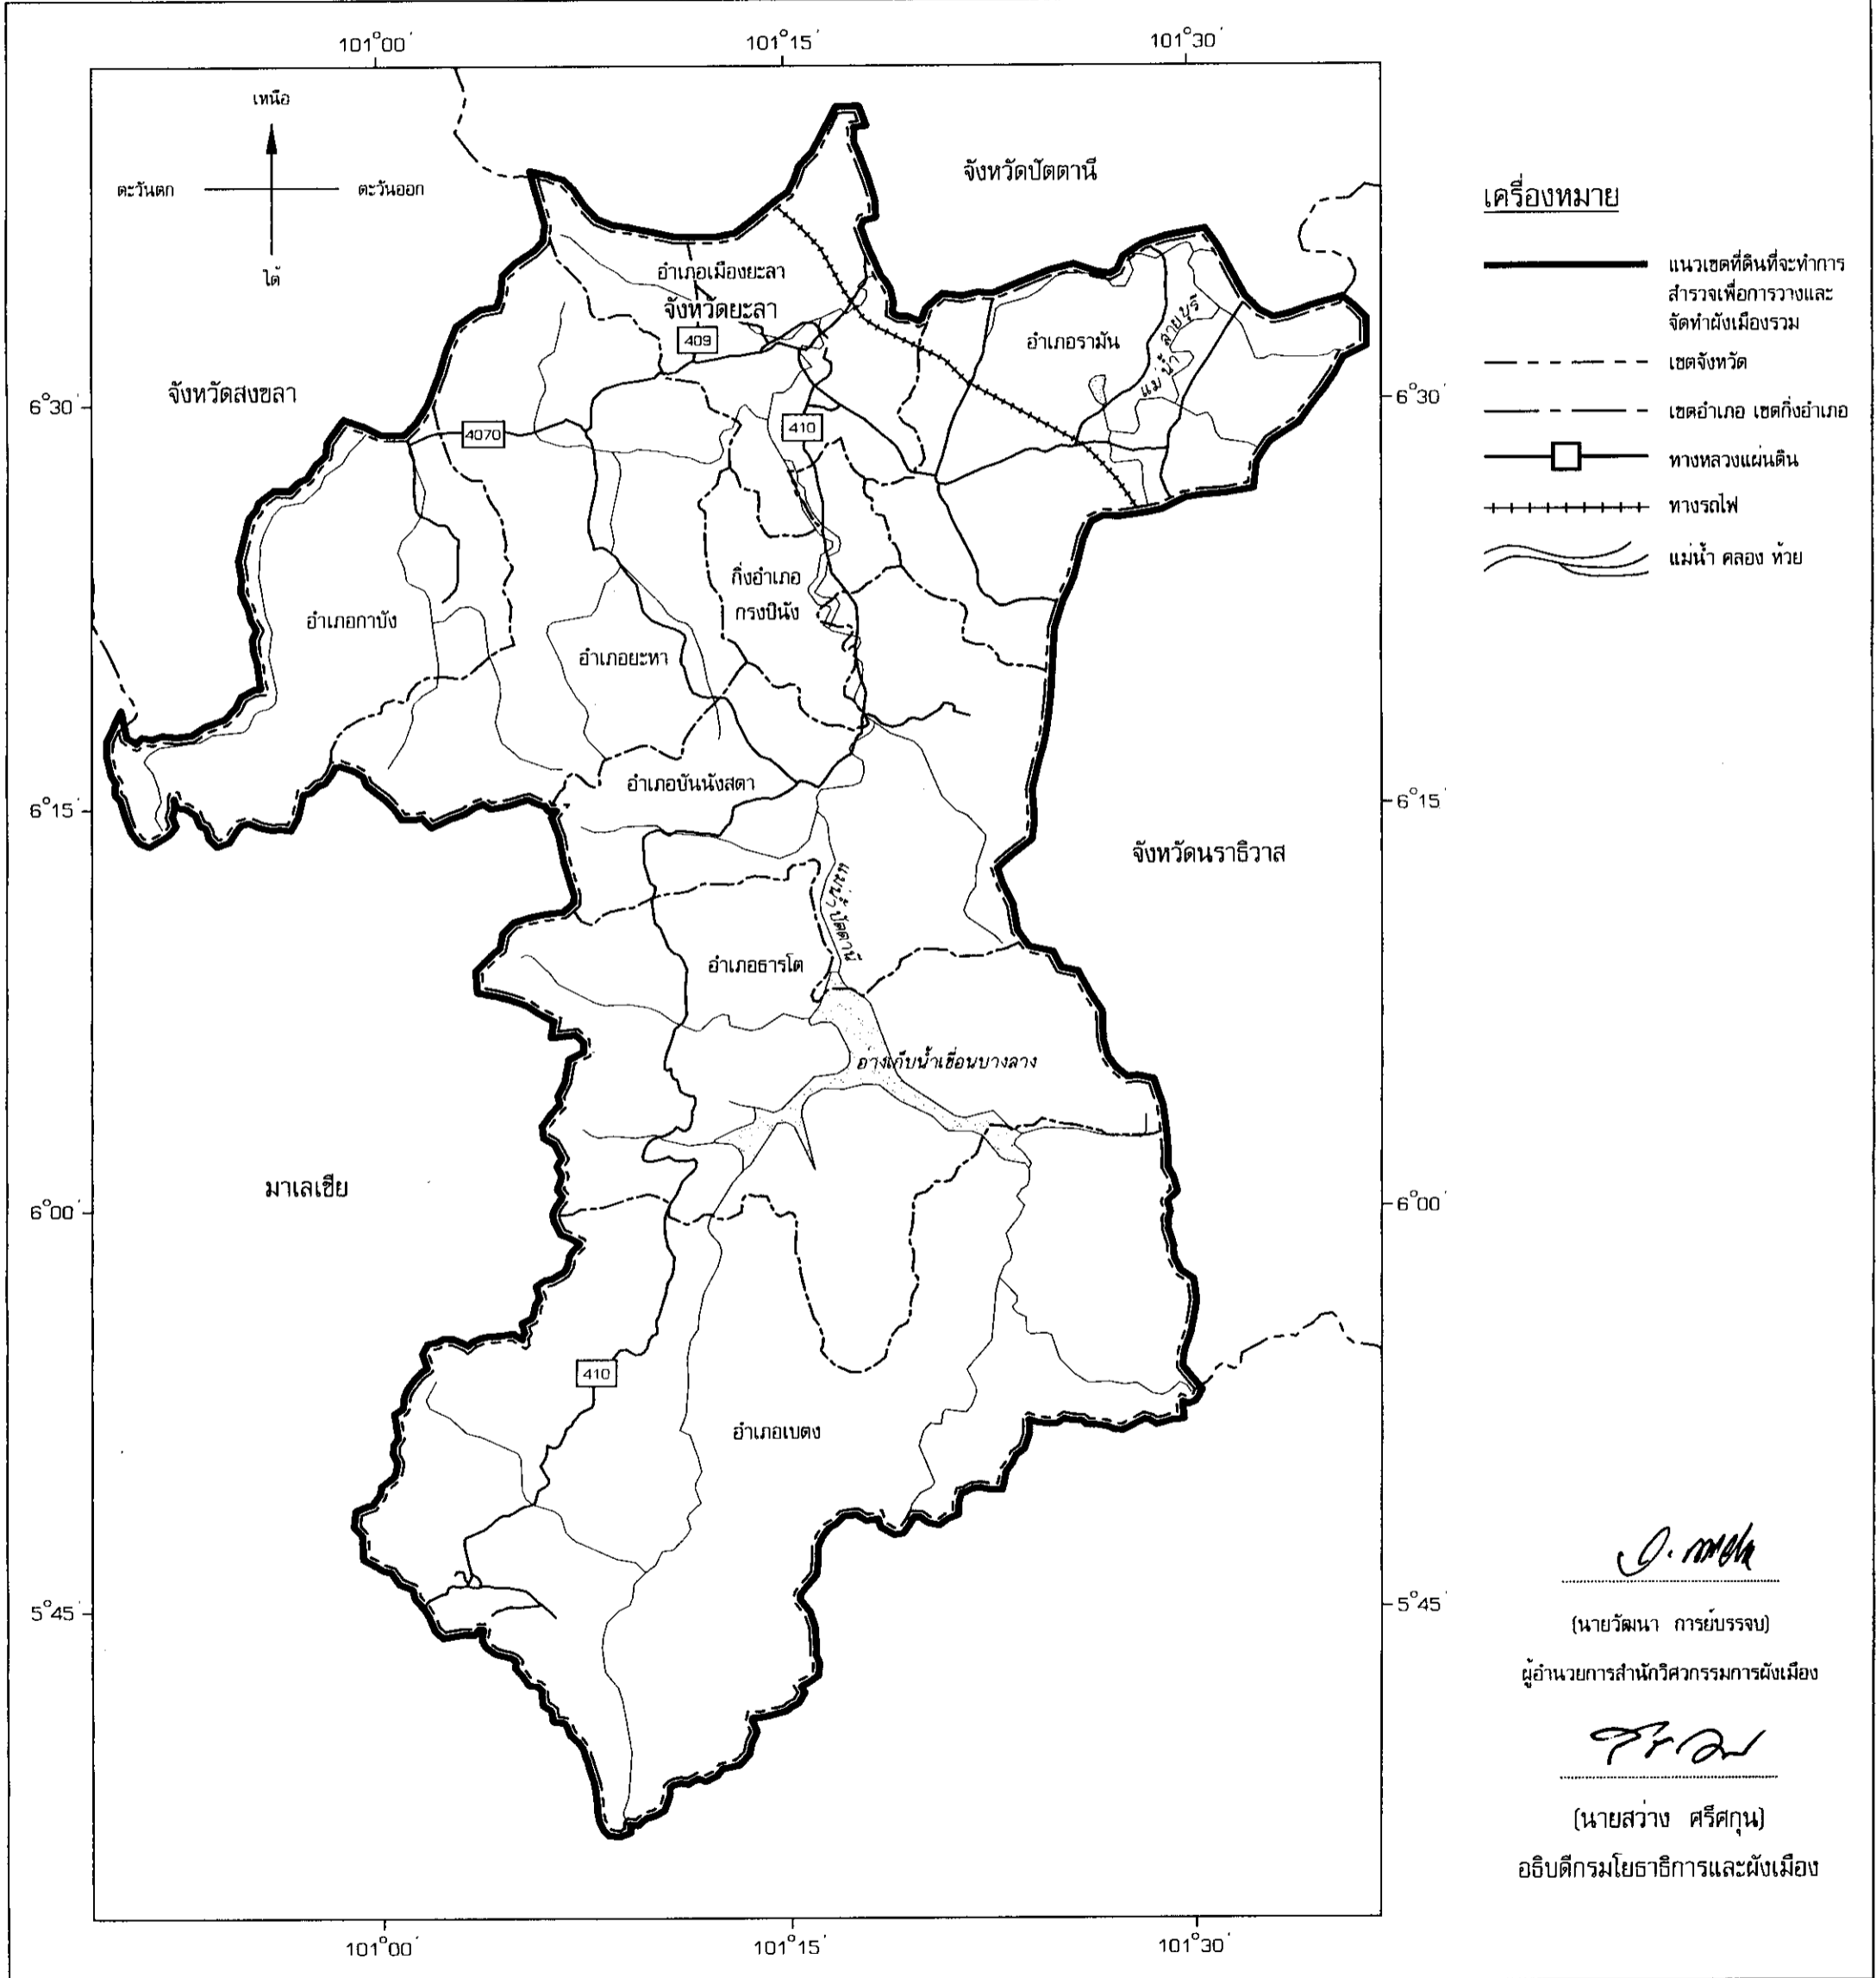 101°00′
101°15′
101°30′
เหนือ
ตะวันตก
ตะวันออก
ใต้
จังหวัดปัตตานี
อำเภอเมืองยะลา
จังหวัดยะลา
409
อำเภอรามัน
แม่น้ำสายบุรี
จังหวัดสงขลา
6°30′
6°30′
4070
410
กิ่งอำเภอ
กรงปินัง
อำเภอกาบัง
อำเภอยะหา
อำเภอบันนังสตา
6°15′
6°15′
จังหวัดนราธิวาส
แม่น้ำปัตตานี
อำเภอธารโต
อ่างเก็บน้ำเขื่อนบางลาง
มาเลเซีย
6°00′
6°00′
410
อำเภอเบตง
5°45′
5°45′
101°00′
101°15′
101°30′
เครื่องหมาย
แนวเขตที่ดินที่จะทำการ
สำรวจเพื่อการวางและ
จัดทำผังเมืองรวม
เขตจังหวัด
เขตอำเภอ เขตกิ่งอำเภอ
ทางหลวงแผ่นดิน
ทางรถไฟ
แม่น้ำ คลอง ห้วย
(นายวัฒนา การย์บรรจบ)
ผู้อำนวยการสำนักวิศวกรรมการผังเมือง
(นายสว่าง ศรีศกุน)
อธิบดีกรมโยธาธิการและผังเมือง